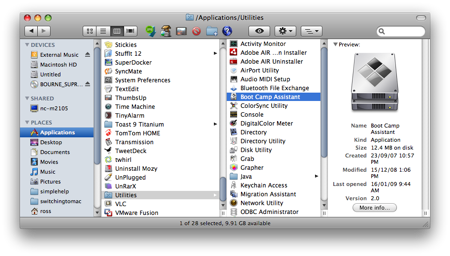 /Applications/Utilities
DEVICES
External Music
Macintosh HD
Untitled
BOURNE_SUPR...
SHARED
nc-m2105
PLACES
Applications
Desktop
Documents
Movies
Music
Pictures
simplehelp
switchingtomac
ross
Stickies
Stuffit 12
SuperDocker
SyncMate
System Preferences
TextEdit
Thumbscrew
Time Machine
TinyAlarm
Toast 9 Titanium
TomTom HOME
Transmission
TweetDeck
twhirl
Uninstall Mozy
UnPlugged
UnRarX
Utilities
VLC
VMware Fusion
Activity Monitor
Adobe AIR ...n Installer
Adobe AIR Uninstaller
AirPort Utility
Audio MIDI Setup
Bluetooth File Exchange
Boot Camp Assistant
ColorSync Utility
Console
DigitalColor Meter
Directory
Directory Utility
Disk Utility
Grab
Grapher
Java
Keychain Access
Migration Assistant
Network Utility
ODBC Administrator
Preview:
Name Boot Camp
Assistant
Kind Application
Size 12.4 MB on disk
Created 23/09/07 10:57
PM
Modified 15/12/08 1:06
PM
Last opened 16/01/09 9:44
AM
Version 2.0
More info...
1 of 28 selected, 9.91 GB available